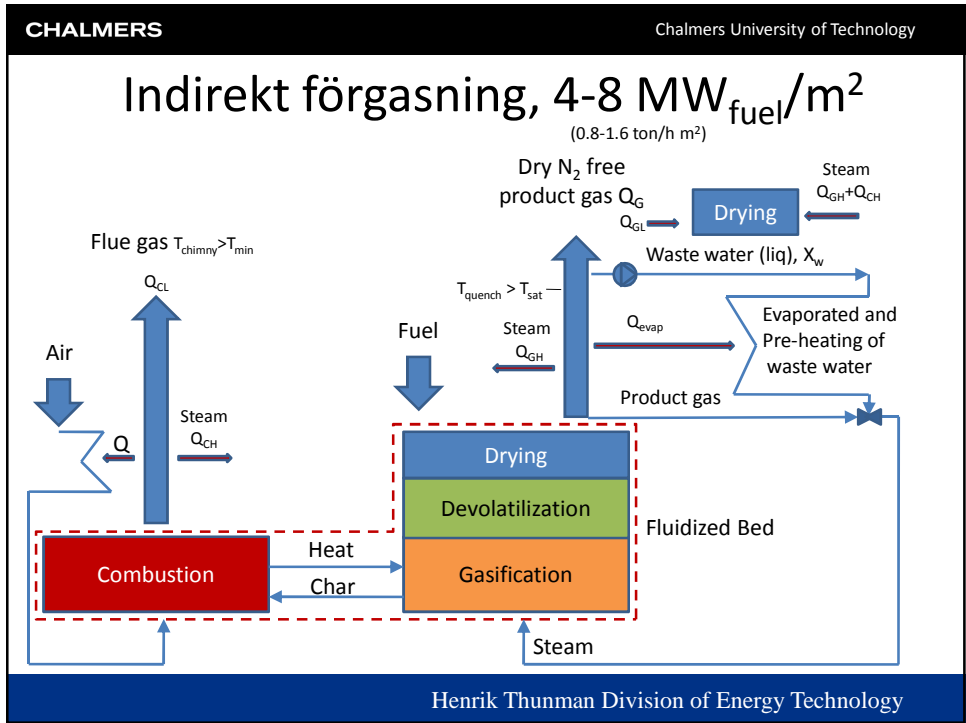 CHALMERS
Chalmers University of Technology
Indirekt förgasning, 4-8 MWfuel/m²
(0.8-1.6 ton/h m²)
Dry N₂ free
product gas QG
QGL
Drying
Steam
QGH+QCH
Flue gas Tchimny>Tmin
QCL
Waste water (liq), Xw
Tquench > Tsat
Air
Fuel
Steam
QGH
Qevap
Evaporated and
Pre-heating of
waste water
Product gas
Q
Steam
QCH
Drying
Devolatilization
Gasification
Fluidized Bed
Combustion
Heat
Char
Steam
Henrik Thunman Division of Energy Technology